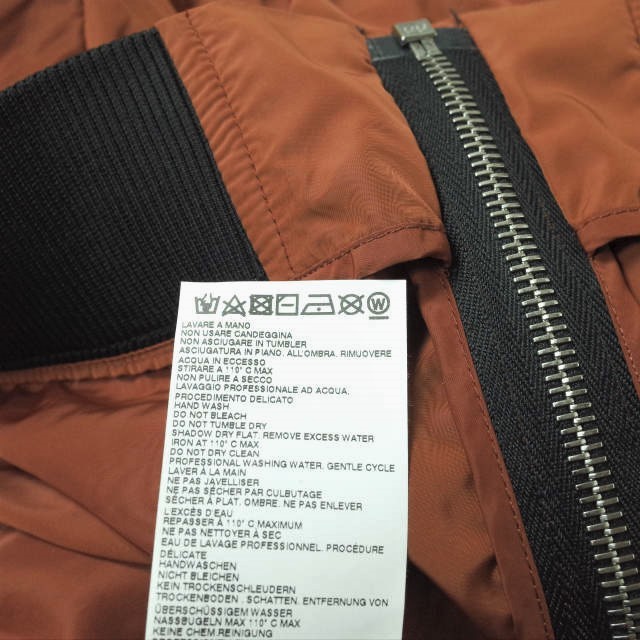 LAVARE A MANO
NON USARE CANDEGGINA
NON ASCIUGARE IN TUMBLER
ASCIUGATURA IN PIANO. ALL'OMBRA. RIMUOVERE
ACQUA IN ECCESSO
STIRARE A 110° C MAX
NON PULIRE A SECCO
LAVAGGIO PROFESSIONALE AD ACQUA.
PROCEDIMENTO DELICATO
HAND WASH
DO NOT BLEACH
DO NOT TUMBLE DRY
SHADOW DRY FLAT. REMOVE EXCESS WATER
IRON AT 110° C MAX.
DO NOT DRY CLEAN
PROFESSIONAL WASHING WATER. GENTLE CYCLE
LAVER À LA MAIN
NE PAS JAVELLISER
NE PAS SÉCHER PAR CULBUTAGE
SÉCHER À PLAT. OMBRE. NE PAS ENLEVER
L'EXCÈS D'EAU
REPASSER À 110° C MAXIMUM
NE PAS NETTOYER À SEC
EAU DE LAVAGE PROFESSIONNEL. PROCÉDURE
DÉLICATE
HANDWASCHEN
NICHT BLEICHEN
KEIN TROCKENSCHLEUDERN
TROCKENBODEN . SCHATTEN. ENTFERNUNG VON
ÜBERSCHÜSSIGEM WASSER
NASSBUGELN MAX 110° C MAX
KEINE CHEM.REINIGUNG